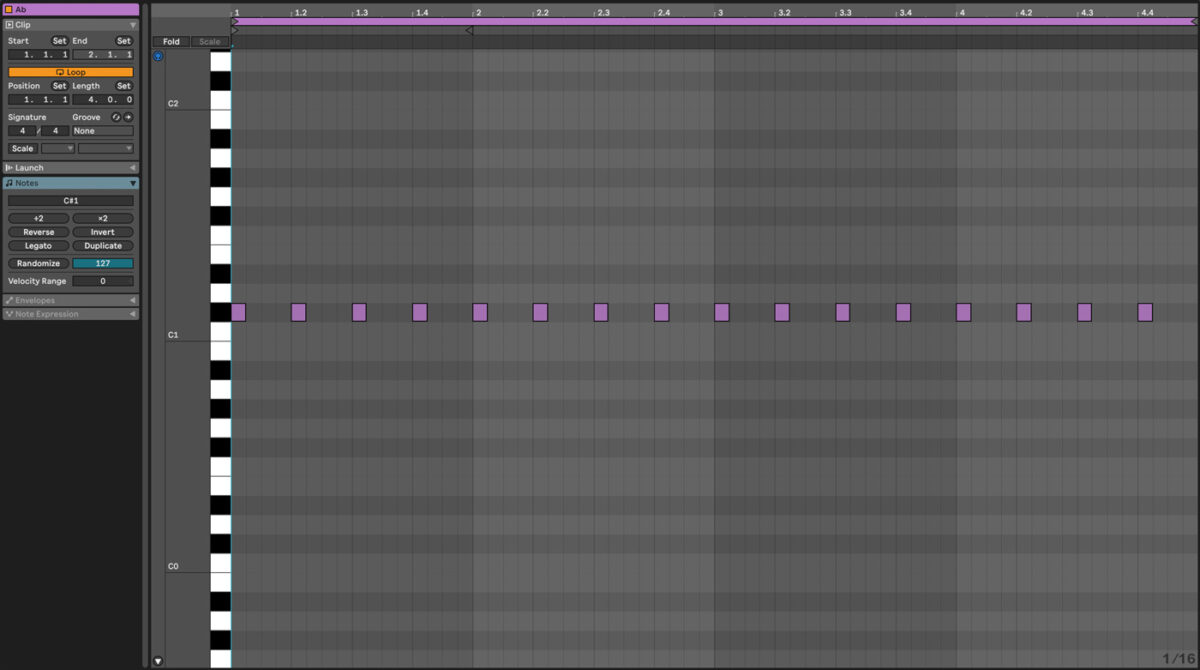 Ab
Clip
Start Set End Set
1. 1. 1 2. 1. 1
Loop
Position Set Length Set
1. 1. 1 4. 0. 0
Signature Groove
4 / 4 None
Scale
Launch
Notes
C#1
÷2 ×2
Reverse Invert
Legato Duplicate
Randomize 127
Velocity Range 0
Envelopes
Note Expression
1 1.2 1.3 1.4 2 2.2 2.3 2.4 3 3.2 3.3 3.4 4 4.2 4.3 4.4
Fold Scale
C2
C1
C0
1/16